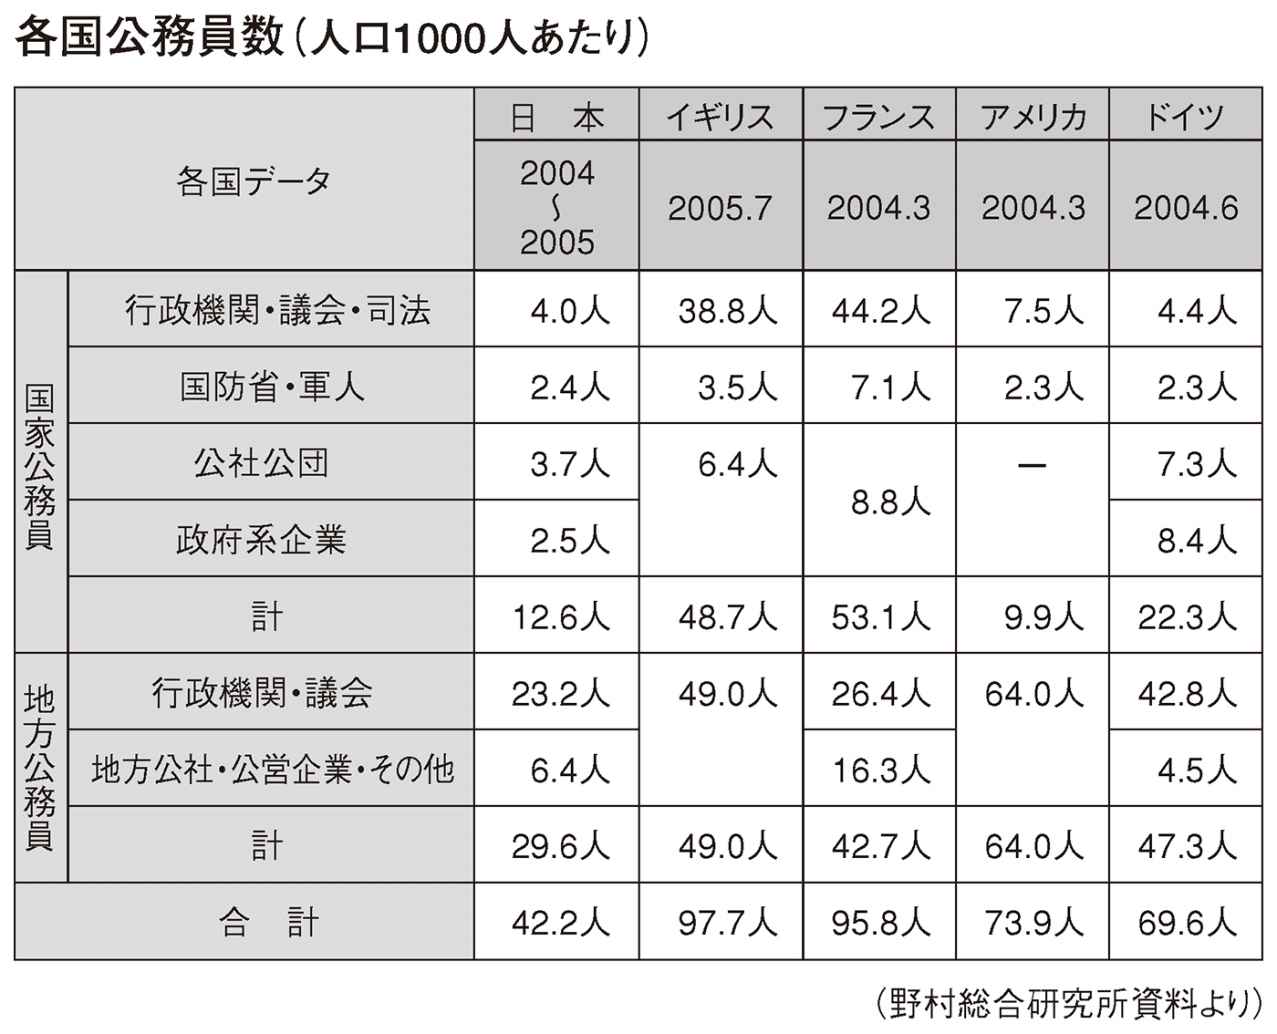 各国公務員数（人口1000人あたり）
各国データ 日　本 イギリス フランス アメリカ ドイツ
2004〜2005 2005.7 2004.3 2004.3 2004.6
国家公務員
行政機関・議会・司法 4.0人 38.8人 44.2人 7.5人 4.4人
国防省・軍人 2.4人 3.5人 7.1人 2.3人 2.3人
公社公団 3.7人 6.4人 8.8人 ー 7.3人
政府系企業 2.5人 8.4人
計 12.6人 48.7人 53.1人 9.9人 22.3人
地方公務員
行政機関・議会 23.2人 49.0人 26.4人 64.0人 42.8人
地方公社・公営企業・その他 6.4人 16.3人 4.5人
計 29.6人 49.0人 42.7人 64.0人 47.3人
合　計 42.2人 97.7人 95.8人 73.9人 69.6人
（野村総合研究所資料より）